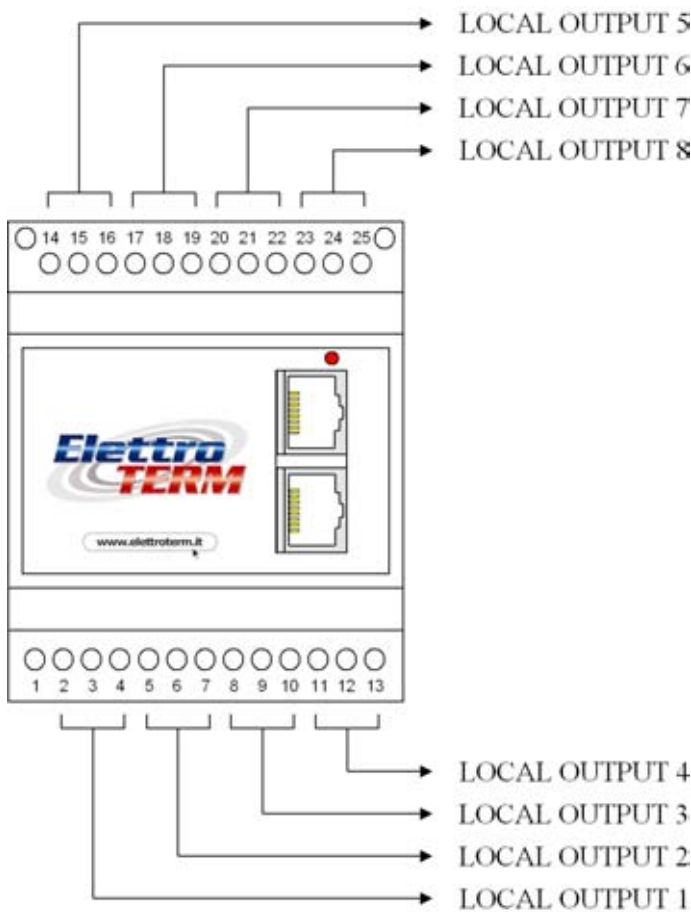 LOCAL OUTPUT 5
LOCAL OUTPUT 6
LOCAL OUTPUT 7
LOCAL OUTPUT 8
14 15 16 17 18 19 20 21 22 23 24 25
Elettro
TERM
www.elettroterm.it
1 2 3 4 5 6 7 8 9 10 11 12 13
LOCAL OUTPUT 4
LOCAL OUTPUT 3
LOCAL OUTPUT 2
LOCAL OUTPUT 1